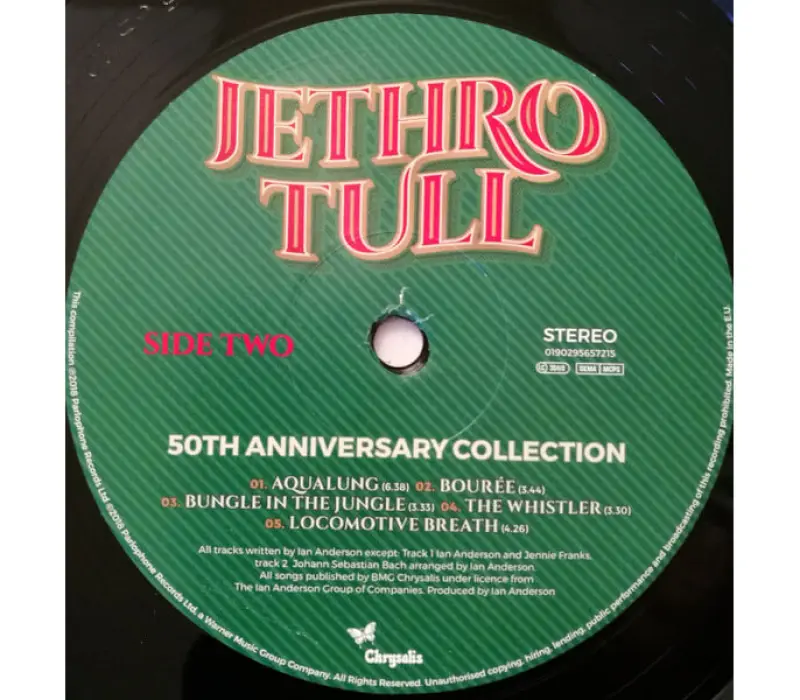 JETHRO
TULL
SIDE TWO
STEREO
0190295657215
GEMA MCPS
50TH ANNIVERSARY COLLECTION
01. AQUALUNG (6.38) 02. BOURÉE (3.44)
03. BUNGLE IN THE JUNGLE (3.33) 04. THE WHISTLER (3.30)
05. LOCOMOTIVE BREATH (4.26)
All tracks written by Ian Anderson except: Track 1 Ian Anderson and Jennie Franks,
track 2 Johann Sebastian Bach arranged by Ian Anderson.
All songs published by BMG Chrysalis under licence from
The Ian Anderson Group of Companies. Produced by Ian Anderson
Chrysalis
This compilation ℗2018 Parlophone Records Ltd ©2018 Parlophone Records Ltd, a Warner Music Group Company. All Rights Reserved. Unauthorised copying, hiring, lending, public performance and broadcasting of this recording prohibited. Made in the E.U.